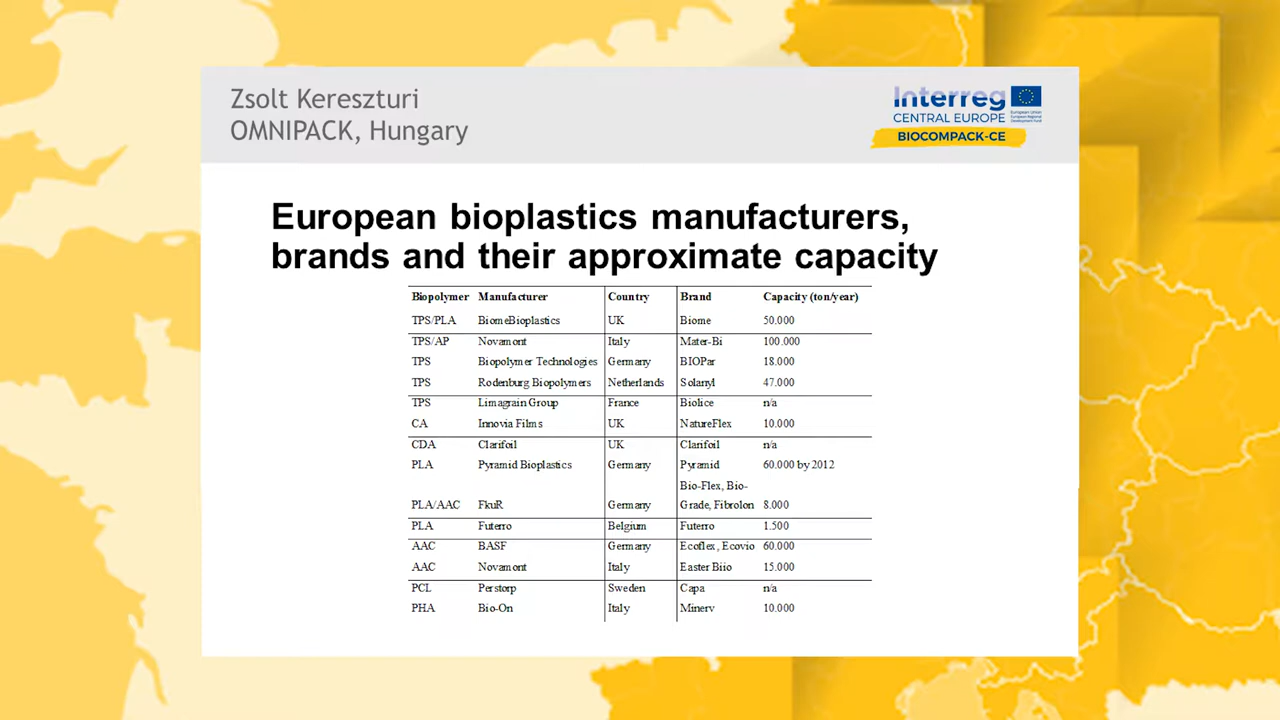 Zsolt Kereszturi
OMNIPACK, Hungary
Interreg
CENTRAL EUROPE
European Union
European Regional
Development Fund
BIOCOMPACK-CE
European bioplastics manufacturers,
brands and their approximate capacity
Biopolymer Manufacturer Country Brand Capacity (ton/year)
TPS/PLA BiomeBioplastics UK Biome 50.000
TPS/AP Novamont Italy Mater-Bi 100.000
TPS Biopolymer Technologies Germany BIOPar 18.000
TPS Rodenburg Biopolymers Netherlands Solanyl 47.000
TPS Limagrain Group France Biolice n/a
CA Innovia Films UK NatureFlex 10.000
CDA Clarifoil UK Clarifoil n/a
PLA Pyramid Bioplastics Germany Pyramid 60.000 by 2012
Bio-Flex, Bio-
PLA/AAC FkuR Germany Grade, Fibrolon 8.000
PLA Futerro Belgium Futerro 1.500
AAC BASF Germany Ecoflex, Ecovio 60.000
AAC Novamont Italy Easter Biio 15.000
PCL Perstorp Sweden Capa n/a
PHA Bio-On Italy Minerv 10.000